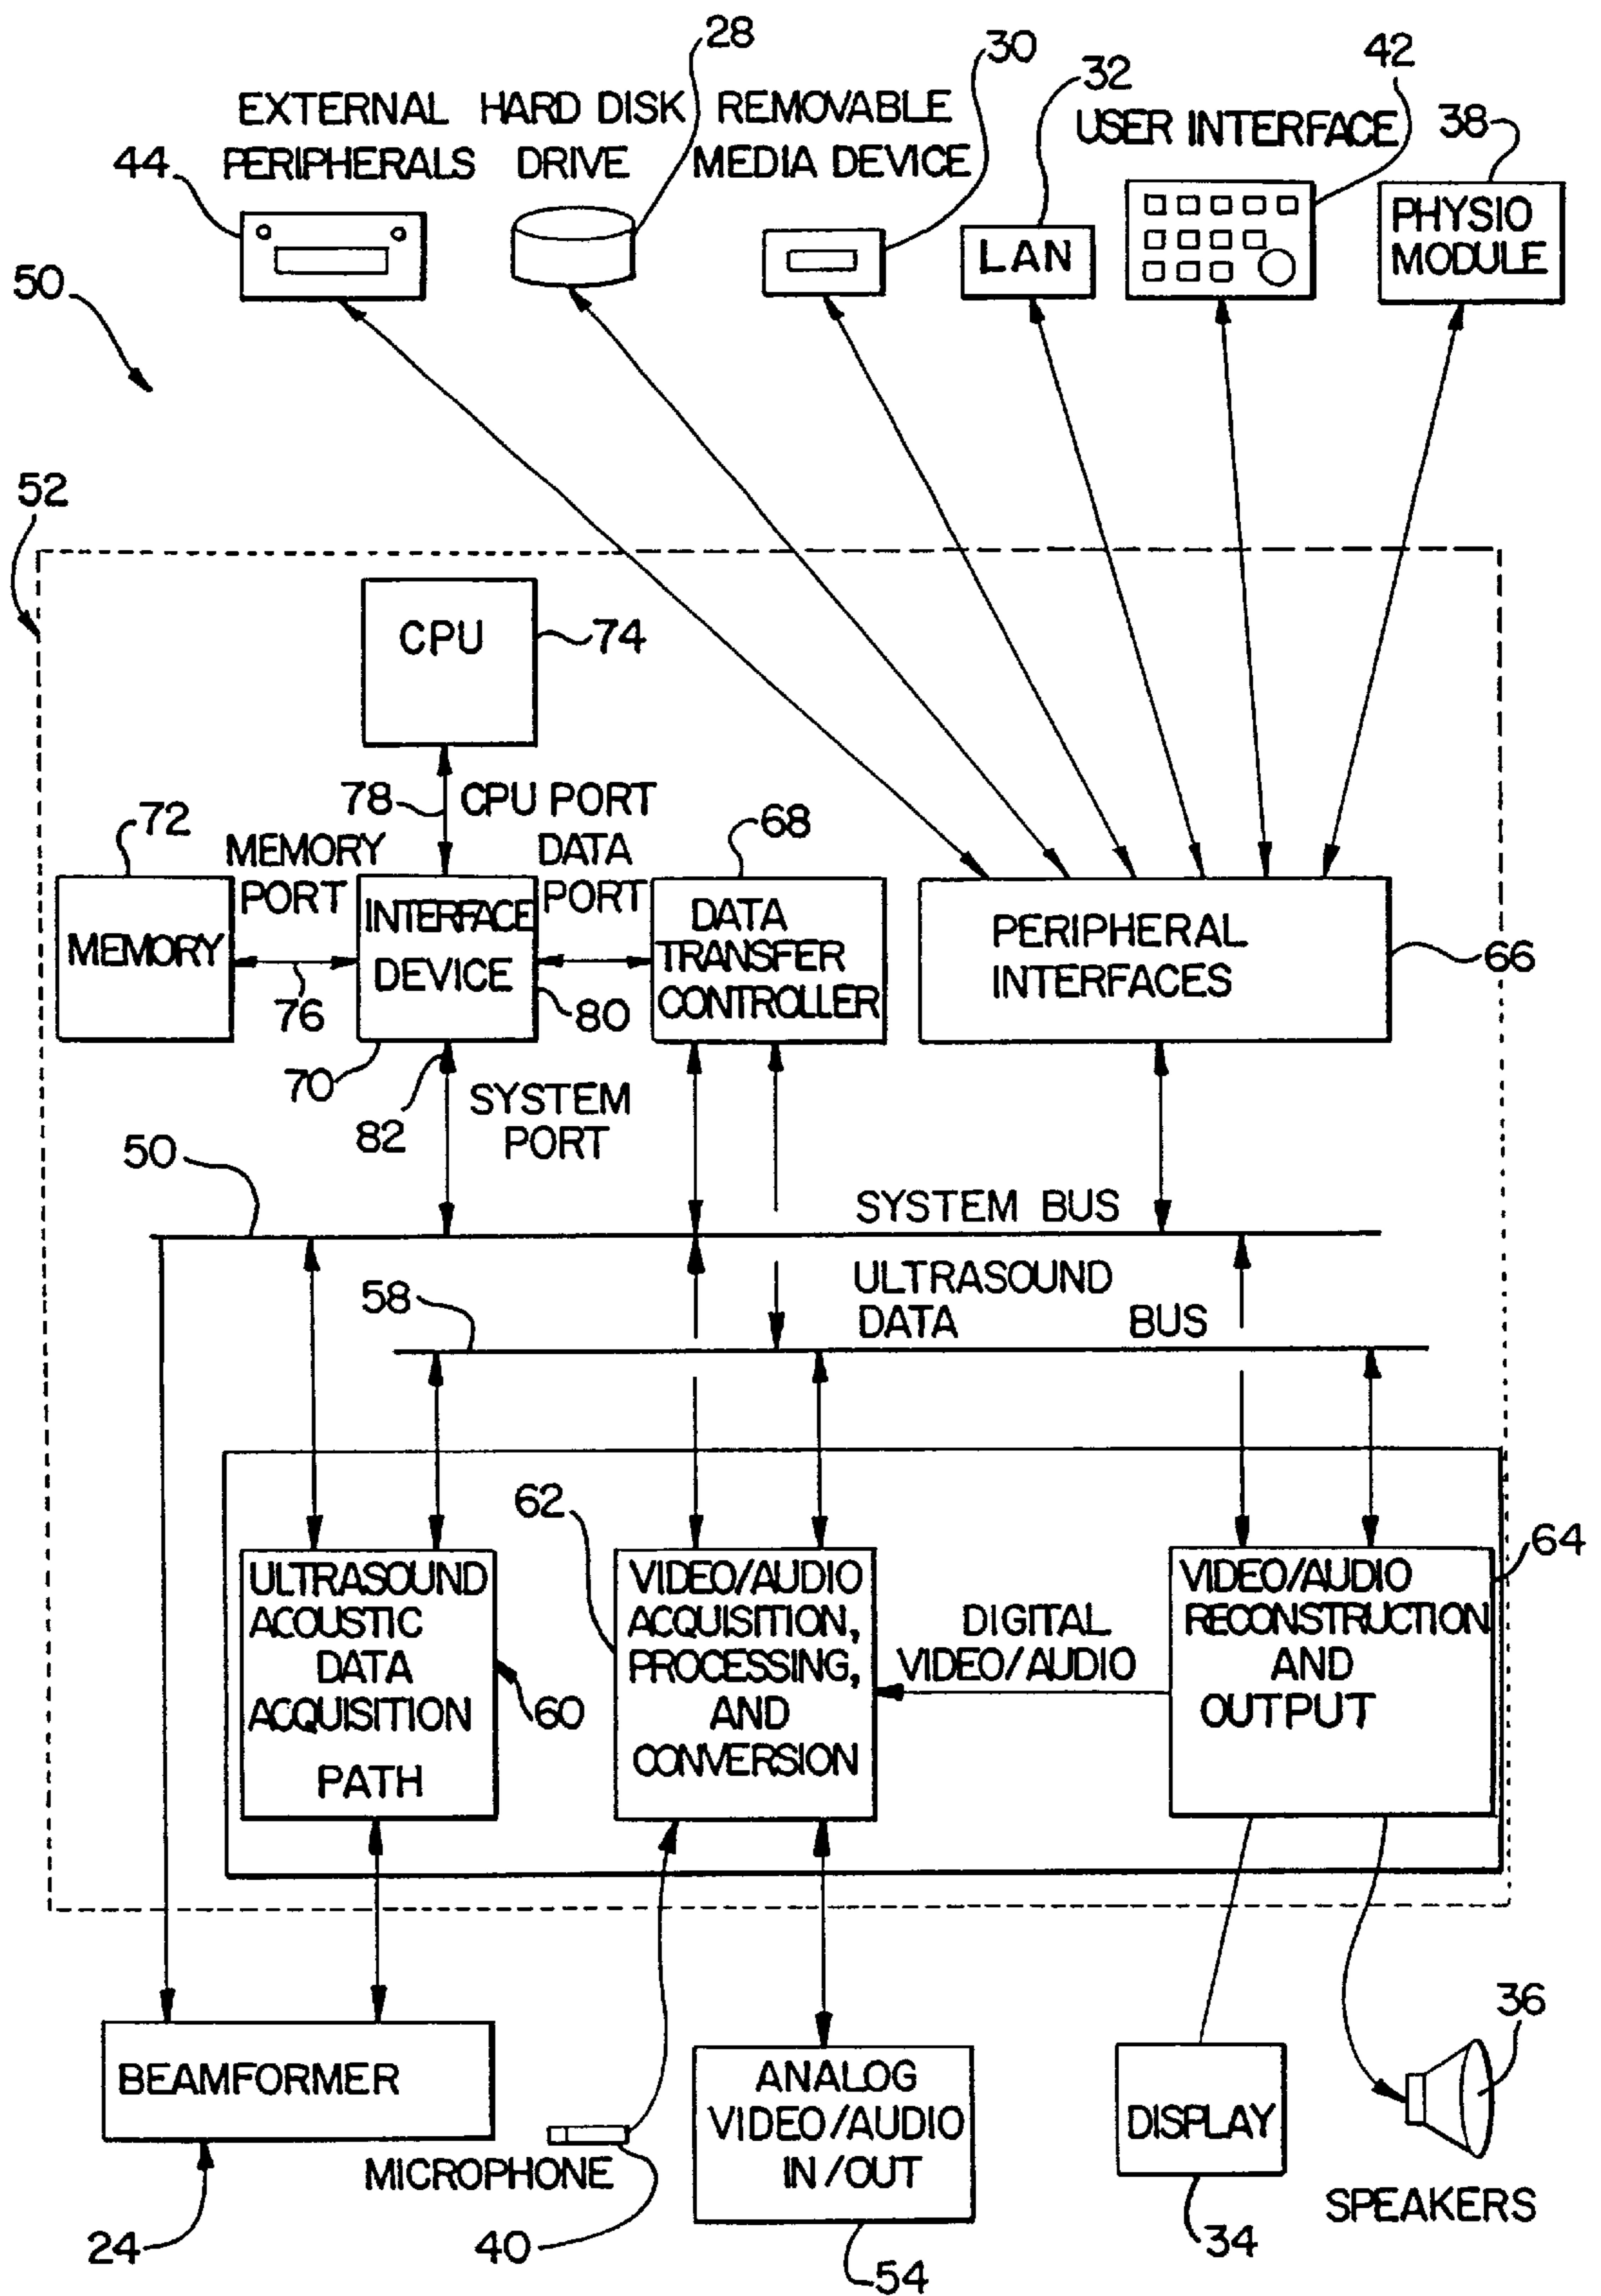 28
30
32
42
38
EXTERNAL
PERIPHERALS
HARD DISK
DRIVE
REMOVABLE
MEDIA DEVICE
USER INTERFACE
44
LAN
PHYSIO
MODULE
50
52
CPU
74
78
CPU PORT
72
MEMORY
PORT
DATA
PORT
68
MEMORY
INTERFACE
DEVICE
DATA
TRANSFER
CONTROLLER
PERIPHERAL
INTERFACES
66
76
80
70
82
SYSTEM
PORT
50
SYSTEM BUS
ULTRASOUND
DATA BUS
58
62
64
ULTRASOUND
ACOUSTIC
DATA
ACQUISITION
PATH
60
VIDEO/AUDIO
ACQUISITION,
PROCESSING,
AND
CONVERSION
DIGITAL
VIDEO/AUDIO
VIDEO/AUDIO
RECONSTRUCTION
AND
OUTPUT
BEAMFORMER
24
MICROPHONE
40
ANALOG
VIDEO/AUDIO
IN/OUT
54
DISPLAY
34
36
SPEAKERS